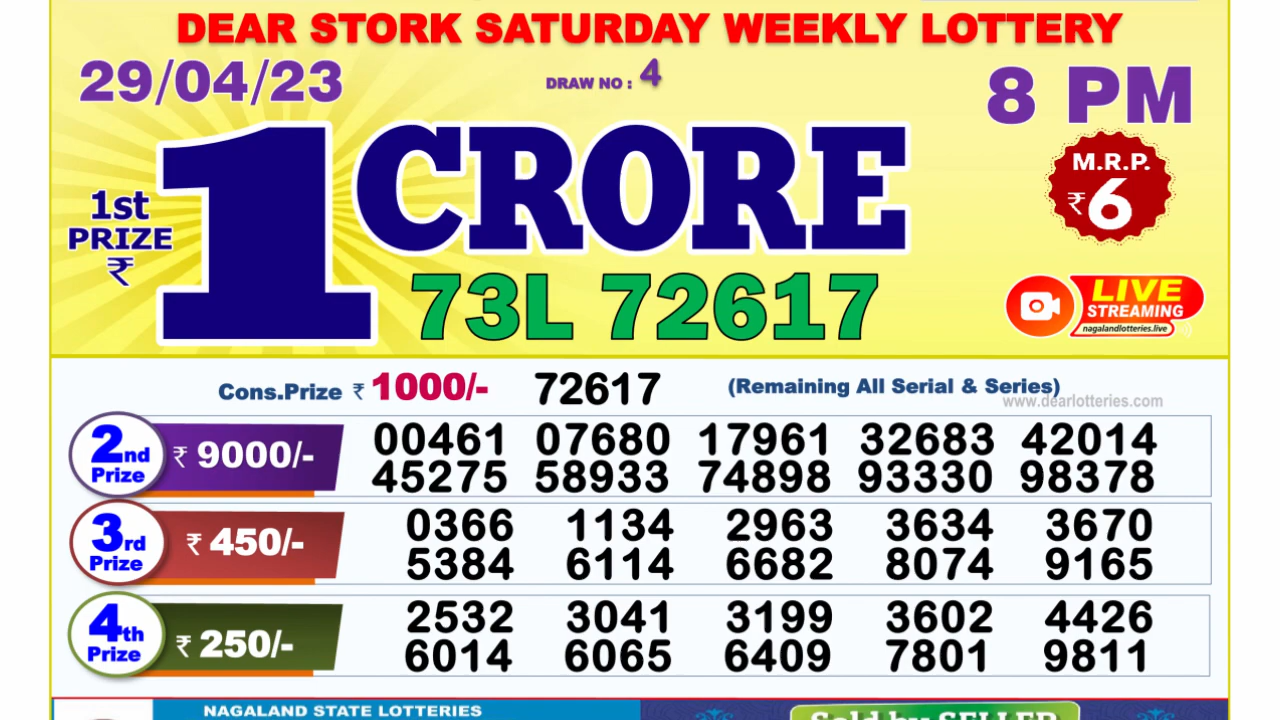 DEAR STORK SATURDAY WEEKLY LOTTERY
29/04/23
DRAW NO : 4
8 PM
1st
PRIZE
₹
1 CRORE
M.R.P.
₹6
73L 72617
LIVE
STREAMING
nagalandlotteries.live
Cons.Prize ₹ 1000/- 72617 (Remaining All Serial & Series)
www.dearlotteries.com
2nd
Prize
₹ 9000/-
00461 07680 17961 32683 42014
45275 58933 74898 93330 98378
3rd
Prize
₹ 450/-
0366 1134 2963 3634 3670
5384 6114 6682 8074 9165
4th
Prize
₹ 250/-
2532 3041 3199 3602 4426
6014 6065 6409 7801 9811
NAGALAND STATE LOTTERIES
Sold by SELLER